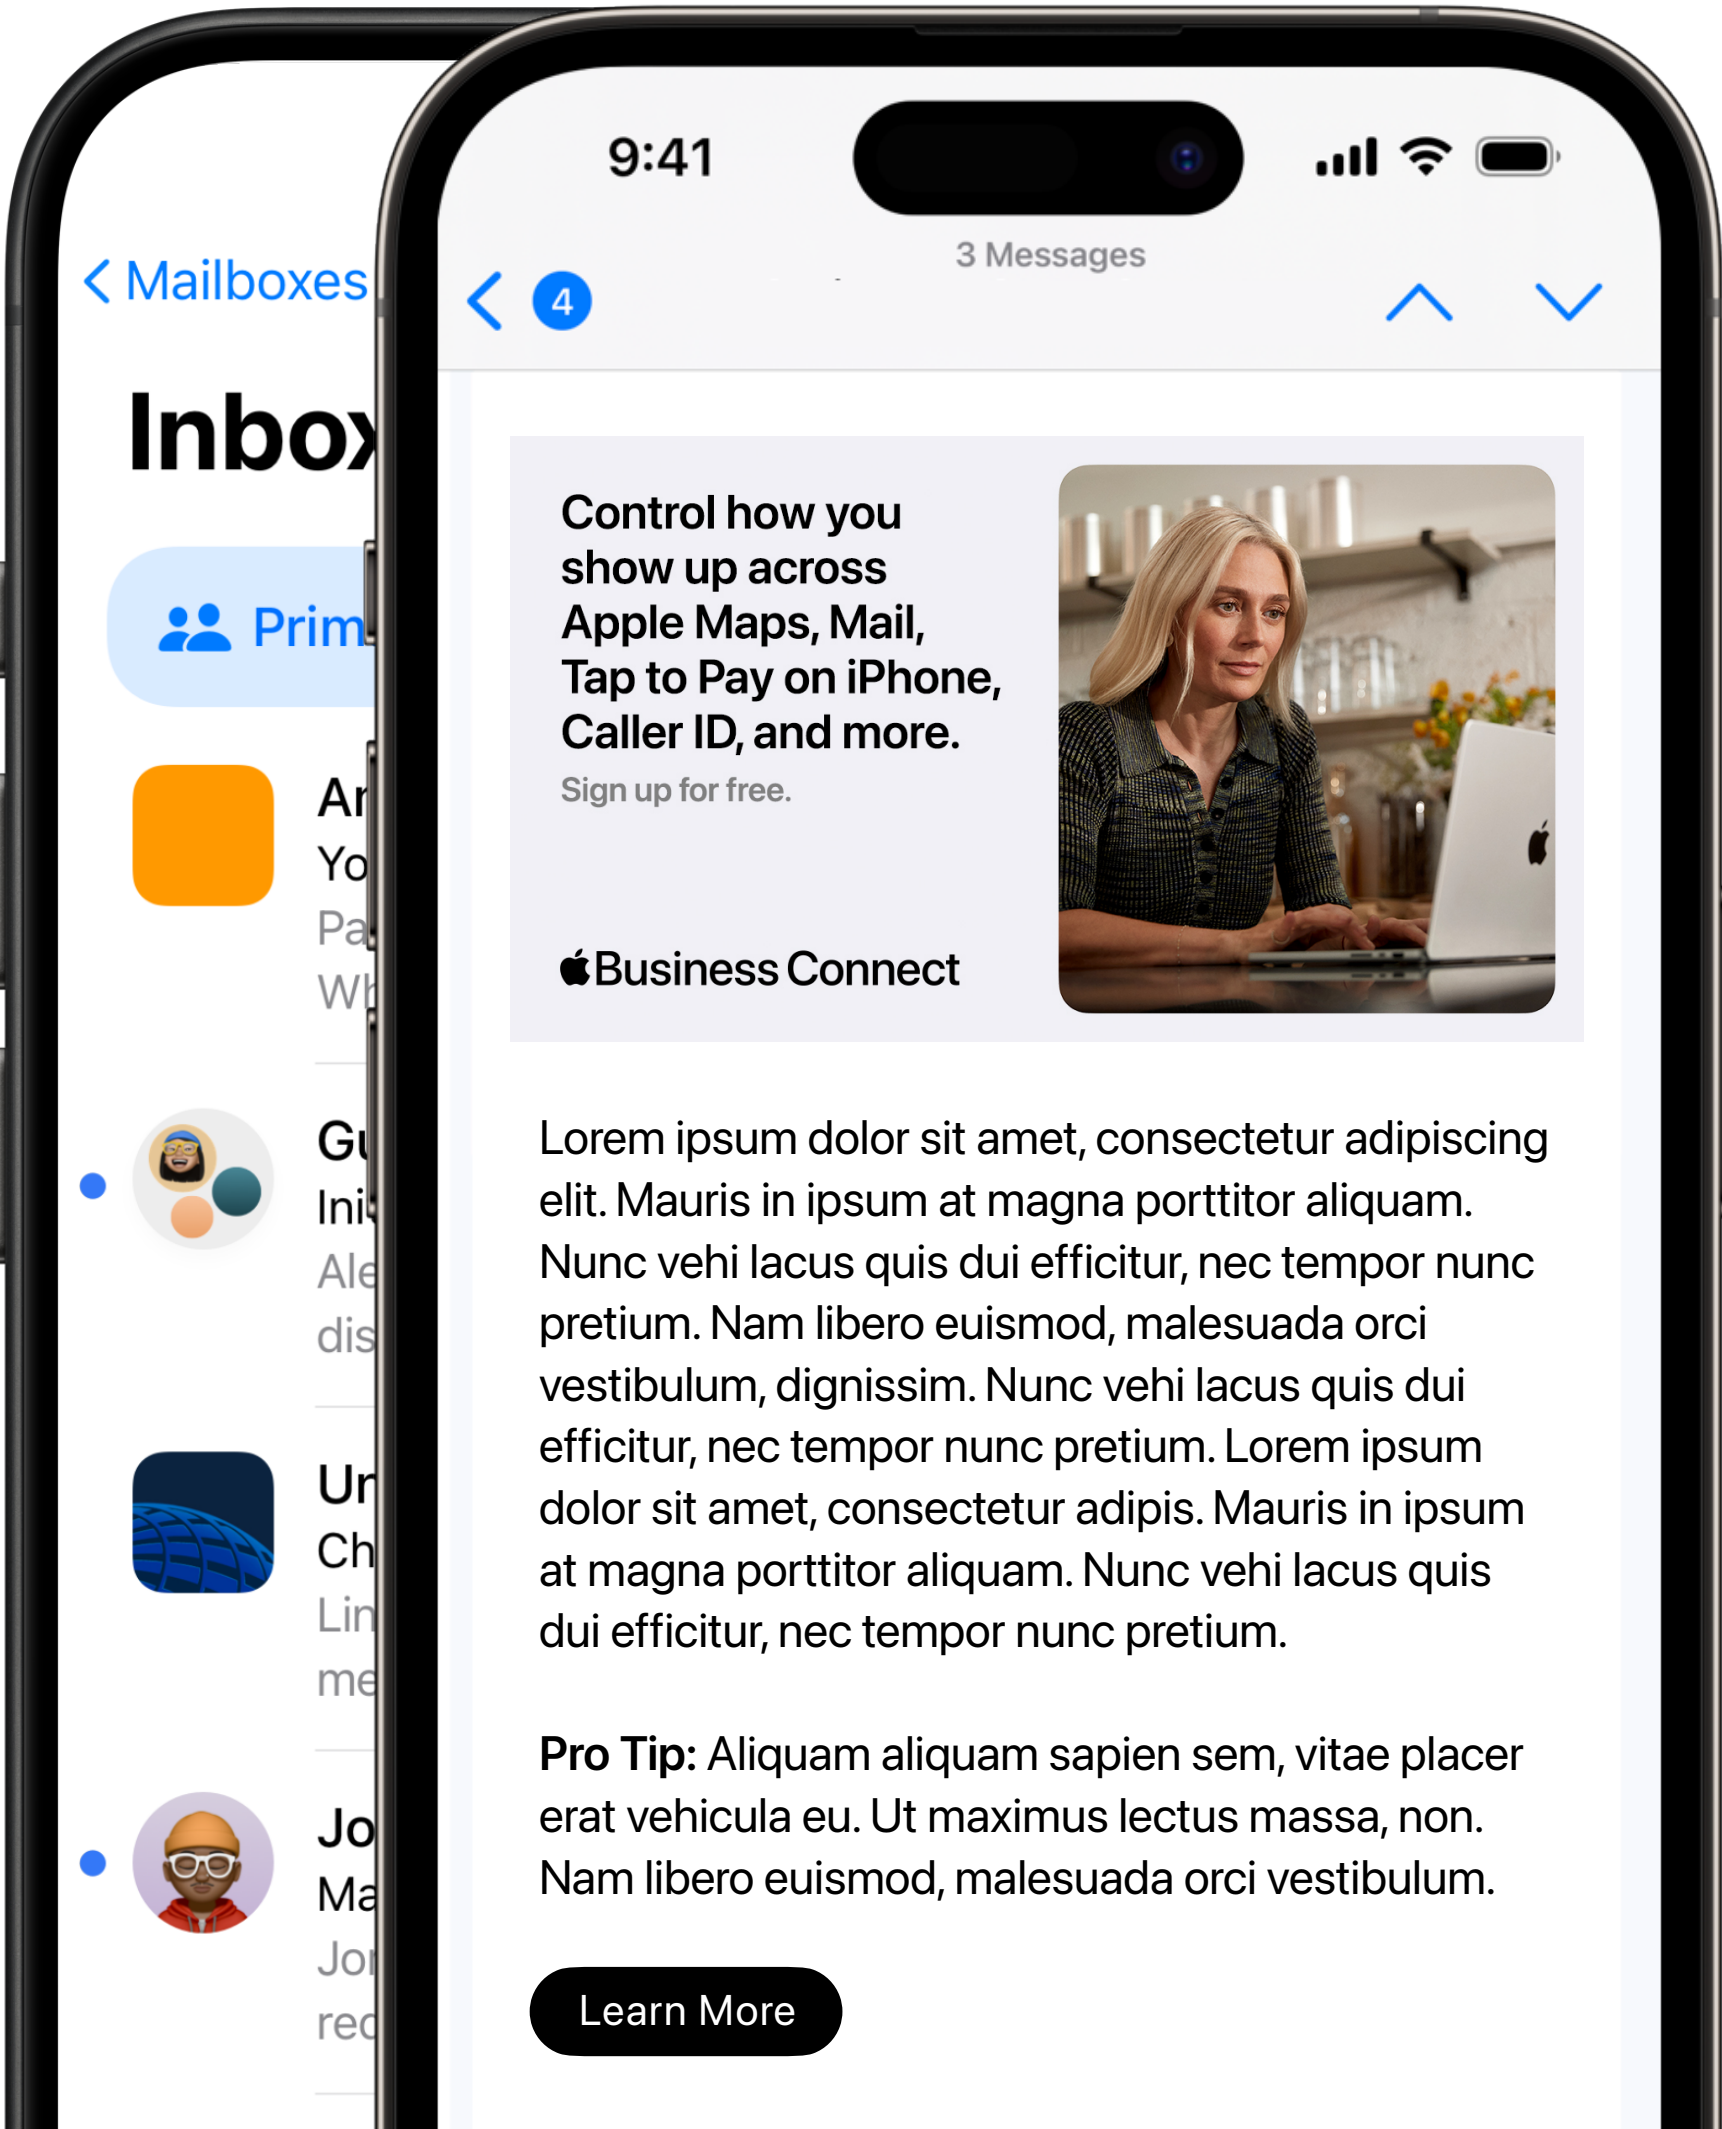 Mailboxes
Inbox
9:41
3 Messages
4
Control how you
show up across
Apple Maps, Mail,
Tap to Pay on iPhone,
Caller ID, and more.
Sign up for free.
Business Connect
Lorem ipsum dolor sit amet, consectetur adipiscing
elit. Mauris in ipsum at magna porttitor aliquam.
Nunc vehi lacus quis dui efficitur, nec tempor nunc
pretium. Nam libero euismod, malesuada orci
vestibulum, dignissim. Nunc vehi lacus quis dui
efficitur, nec tempor nunc pretium. Lorem ipsum
dolor sit amet, consectetur adipis. Mauris in ipsum
at magna porttitor aliquam. Nunc vehi lacus quis
dui efficitur, nec tempor nunc pretium.
Pro Tip: Aliquam aliquam sapien sem, vitae placer
erat vehicula eu. Ut maximus lectus massa, non.
Nam libero euismod, malesuada orci vestibulum.
Learn More